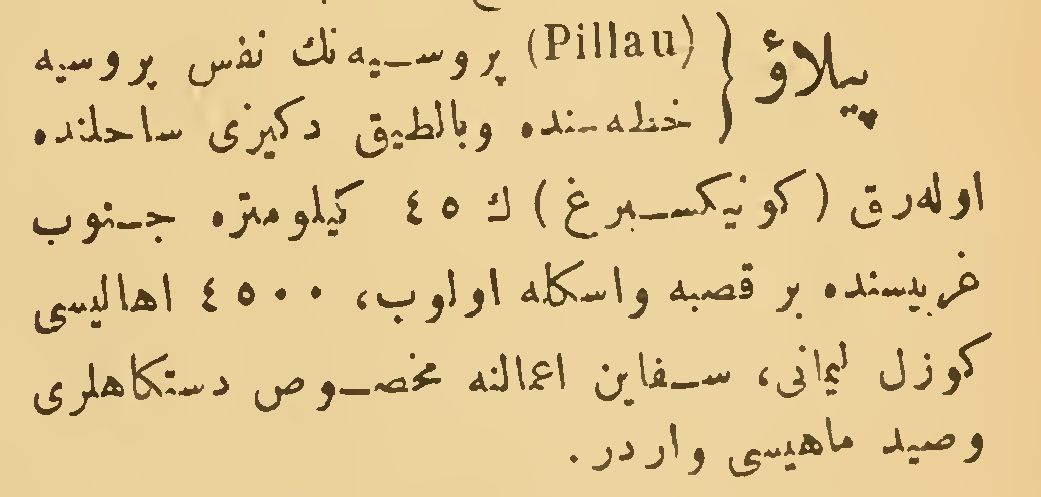 پیلاؤ { (Pillau) پروسیه‌نك نفس پروسیه
خطه‌سنده وبالطیق دکیزی ساحلنده
اوله‌رق (کونیکسبرغ) ك ٤٥ کیلومتره جنوب
غربیسنده بر قصبه واسکله اولوب، ٤٥٠٠ اهالیسی
کوزل لیمانی، سفاین اعمالنه مخصوص دستکاهلری
وصید ماهیسی واردر.